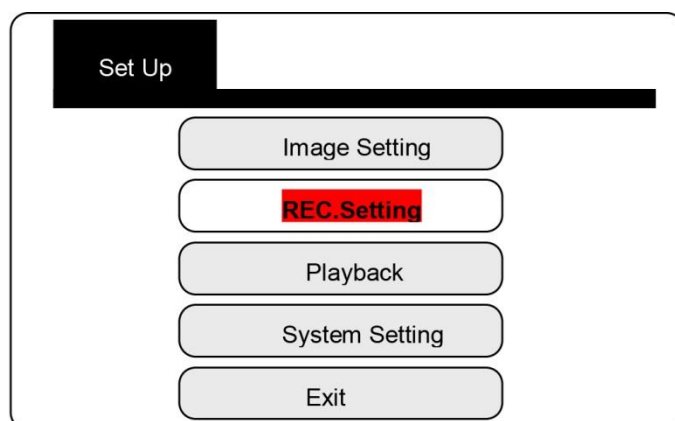 Set Up
Image Setting
REC.Setting
Playback
System Setting
Exit